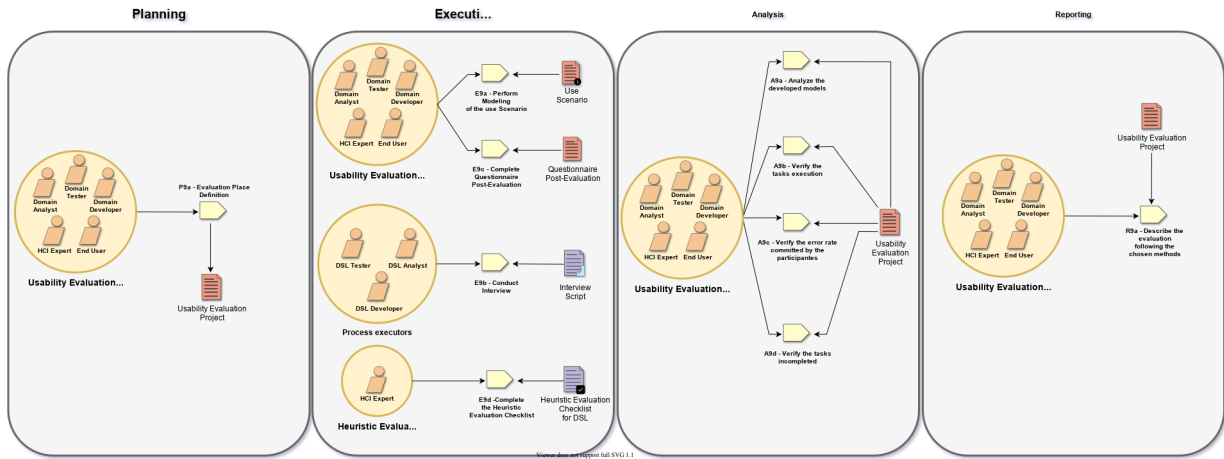 Planning
Domain
Tester
Domain
Analyst
Domain
Developer
HCI Expert
End User
Usability Evaluation...
P9a - Evaluation Place
Definition
Usability Evaluation
Project
Executi...
Domain
Tester
Domain
Analyst
Domain
Developer
HCI Expert
End User
Usability Evaluation...
E9a - Perform
Modeling
of the use Scenario
Use
Scenario
E9c - Complete
Questionnaire
Post-Evaluation
Questionnaire
Post-Evaluation
DSL Tester
DSL Analyst
DSL Developer
Process executors
E9b - Conduct
Interview
Interview
Script
HCI Expert
Heuristic Evalua...
E9d -Complete
the Heuristic
Evaluation Checklist
Heuristic Evaluation
Checklist
for DSL
Analysis
Domain
Tester
Domain
Analyst
Domain
Developer
HCI Expert
End User
Usability Evaluation...
A9a - Analyze the
developed models
A9b - Verify the
tasks execution
A9c - Verify the error rate
committed by the
participantes
A9d - Verify the tasks
incompleted
Usability
Evaluation
Project
Reporting
Domain
Tester
Domain
Analyst
Domain
Developer
HCI Expert
End User
Usability Evaluation...
Usability Evaluation
Project
R9a - Describe the
evaluation
following the
chosen methods
Viewer does not support full SVG 1.1